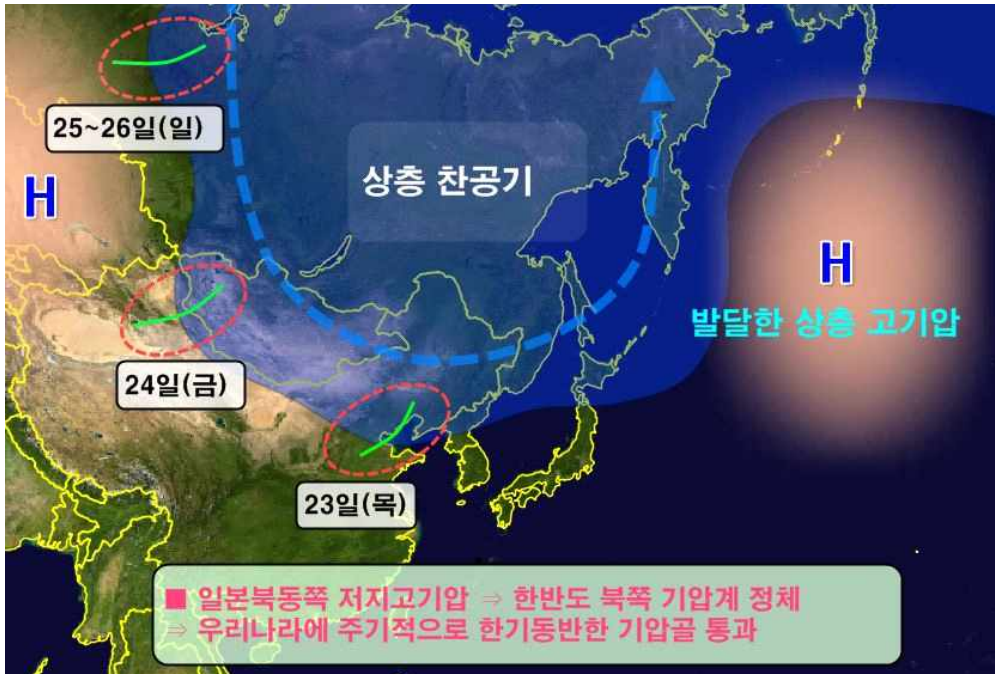 25~26일(일)
상층 찬공기
H
H
발달한 상층 고기압
24일(금)
23일(목)
■ 일본북동쪽 저지고기압 ⇒ 한반도 북쪽 기압계 정체
⇒ 우리나라에 주기적으로 한기동반한 기압골 통과